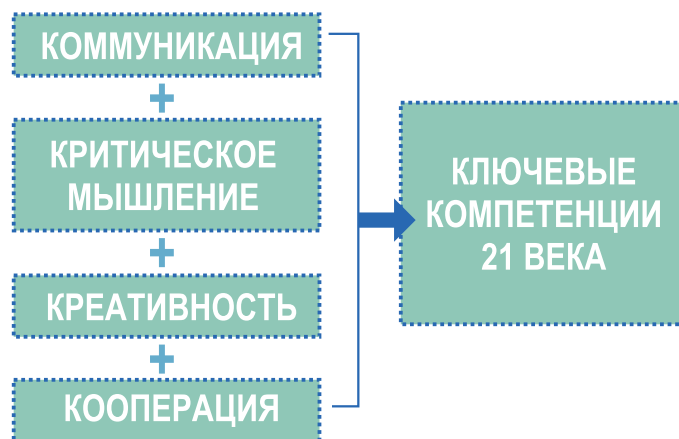 КОММУНИКАЦИЯ
+
КРИТИЧЕСКОЕ
МЫШЛЕНИЕ
+
КРЕАТИВНОСТЬ
+
КООПЕРАЦИЯ
КЛЮЧЕВЫЕ
КОМПЕТЕНЦИИ
21 ВЕКА